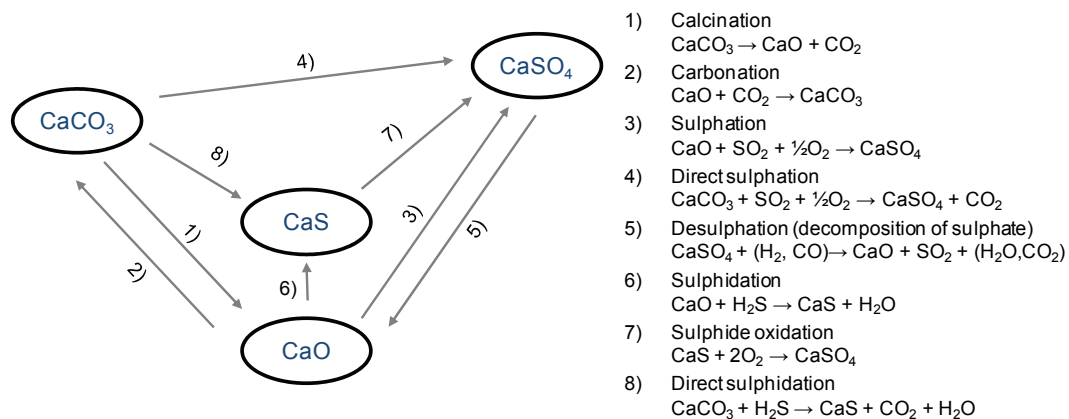 CaCO₃
CaSO₄
CaS
CaO
4)
7)
8)
3)
5)
1)
2)
6)
1) Calcination
CaCO₃ → CaO + CO₂
2) Carbonation
CaO + CO₂ → CaCO₃
3) Sulphation
CaO + SO₂ + ½O₂ → CaSO₄
4) Direct sulphation
CaCO₃ + SO₂ + ½O₂ → CaSO₄ + CO₂
5) Desulphation (decomposition of sulphate)
CaSO₄ + (H₂, CO)→ CaO + SO₂ + (H₂O,CO₂)
6) Sulphidation
CaO + H₂S → CaS + H₂O
7) Sulphide oxidation
CaS + 2O₂ → CaSO₄
8) Direct sulphidation
CaCO₃ + H₂S → CaS + CO₂ + H₂O